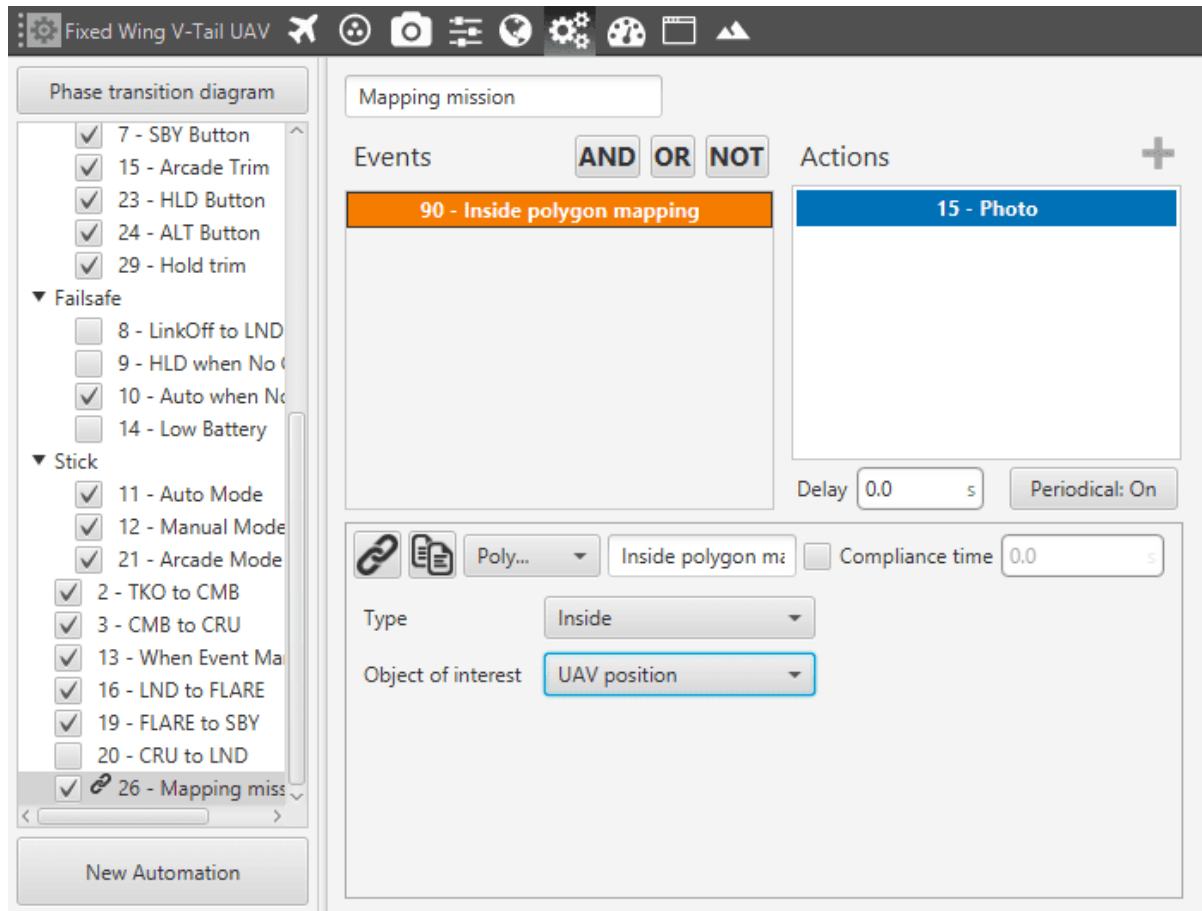 Fixed Wing V-Tail UAV
Phase transition diagram
7 - SBY Button
15 - Arcade Trim
23 - HLD Button
24 - ALT Button
29 - Hold trim
Failsafe
8 - LinkOff to LND
9 - HLD when No
10 - Auto when No
14 - Low Battery
Stick
11 - Auto Mode
12 - Manual Mode
21 - Arcade Mode
2 - TKO to CMB
3 - CMB to CRU
13 - When Event Mar
16 - LND to FLARE
19 - FLARE to SBY
20 - CRU to LND
26 - Mapping miss
New Automation
Mapping mission
Events AND OR NOT
90 - Inside polygon mapping
Actions
15 - Photo
Delay 0.0 s Periodical: On
Poly... Inside polygon ma Compliance time 0.0 s
Type Inside
Object of interest UAV position